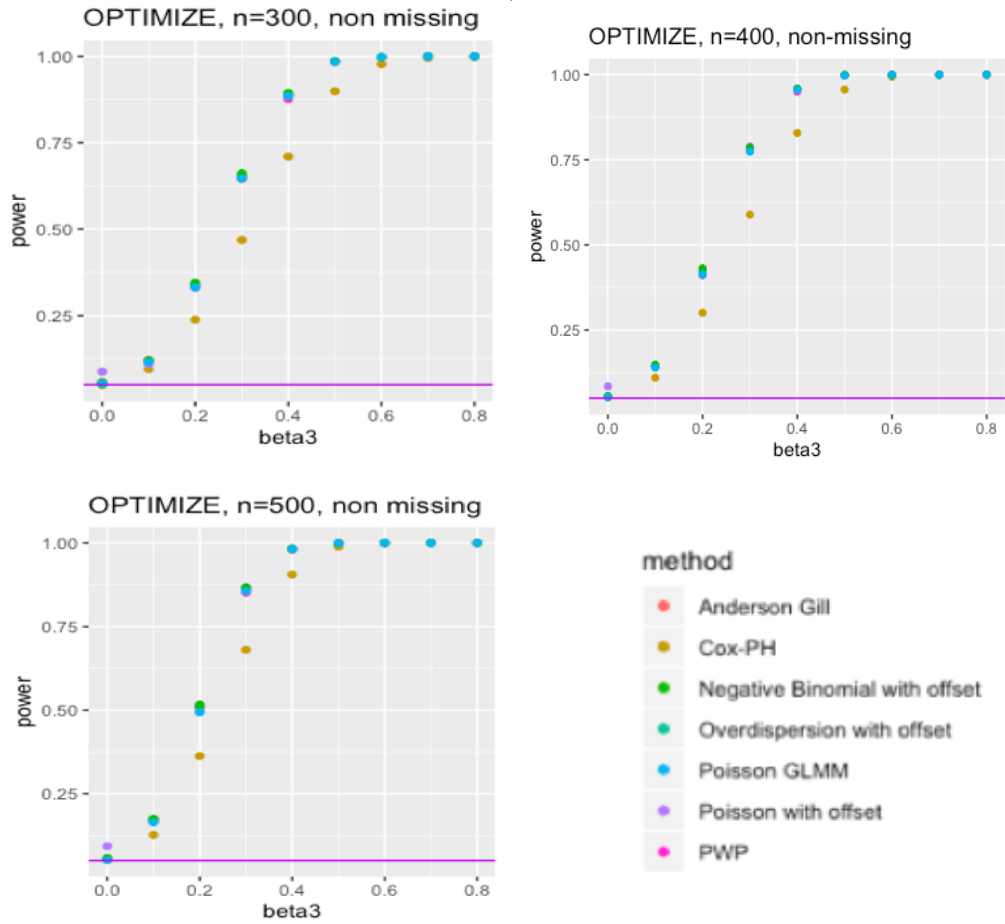 OPTIMIZE, n=300, non missing
1.00
0.75
0.50
0.25
power
0.0 0.2 0.4 0.6 0.8
beta3
OPTIMIZE, n=400, non-missing
1.00
0.75
0.50
0.25
power
0.0 0.2 0.4 0.6 0.8
beta3
OPTIMIZE, n=500, non missing
1.00
0.75
0.50
0.25
power
0.0 0.2 0.4 0.6 0.8
beta3
method
Anderson Gill
Cox-PH
Negative Binomial with offset
Overdispersion with offset
Poisson GLMM
Poisson with offset
PWP